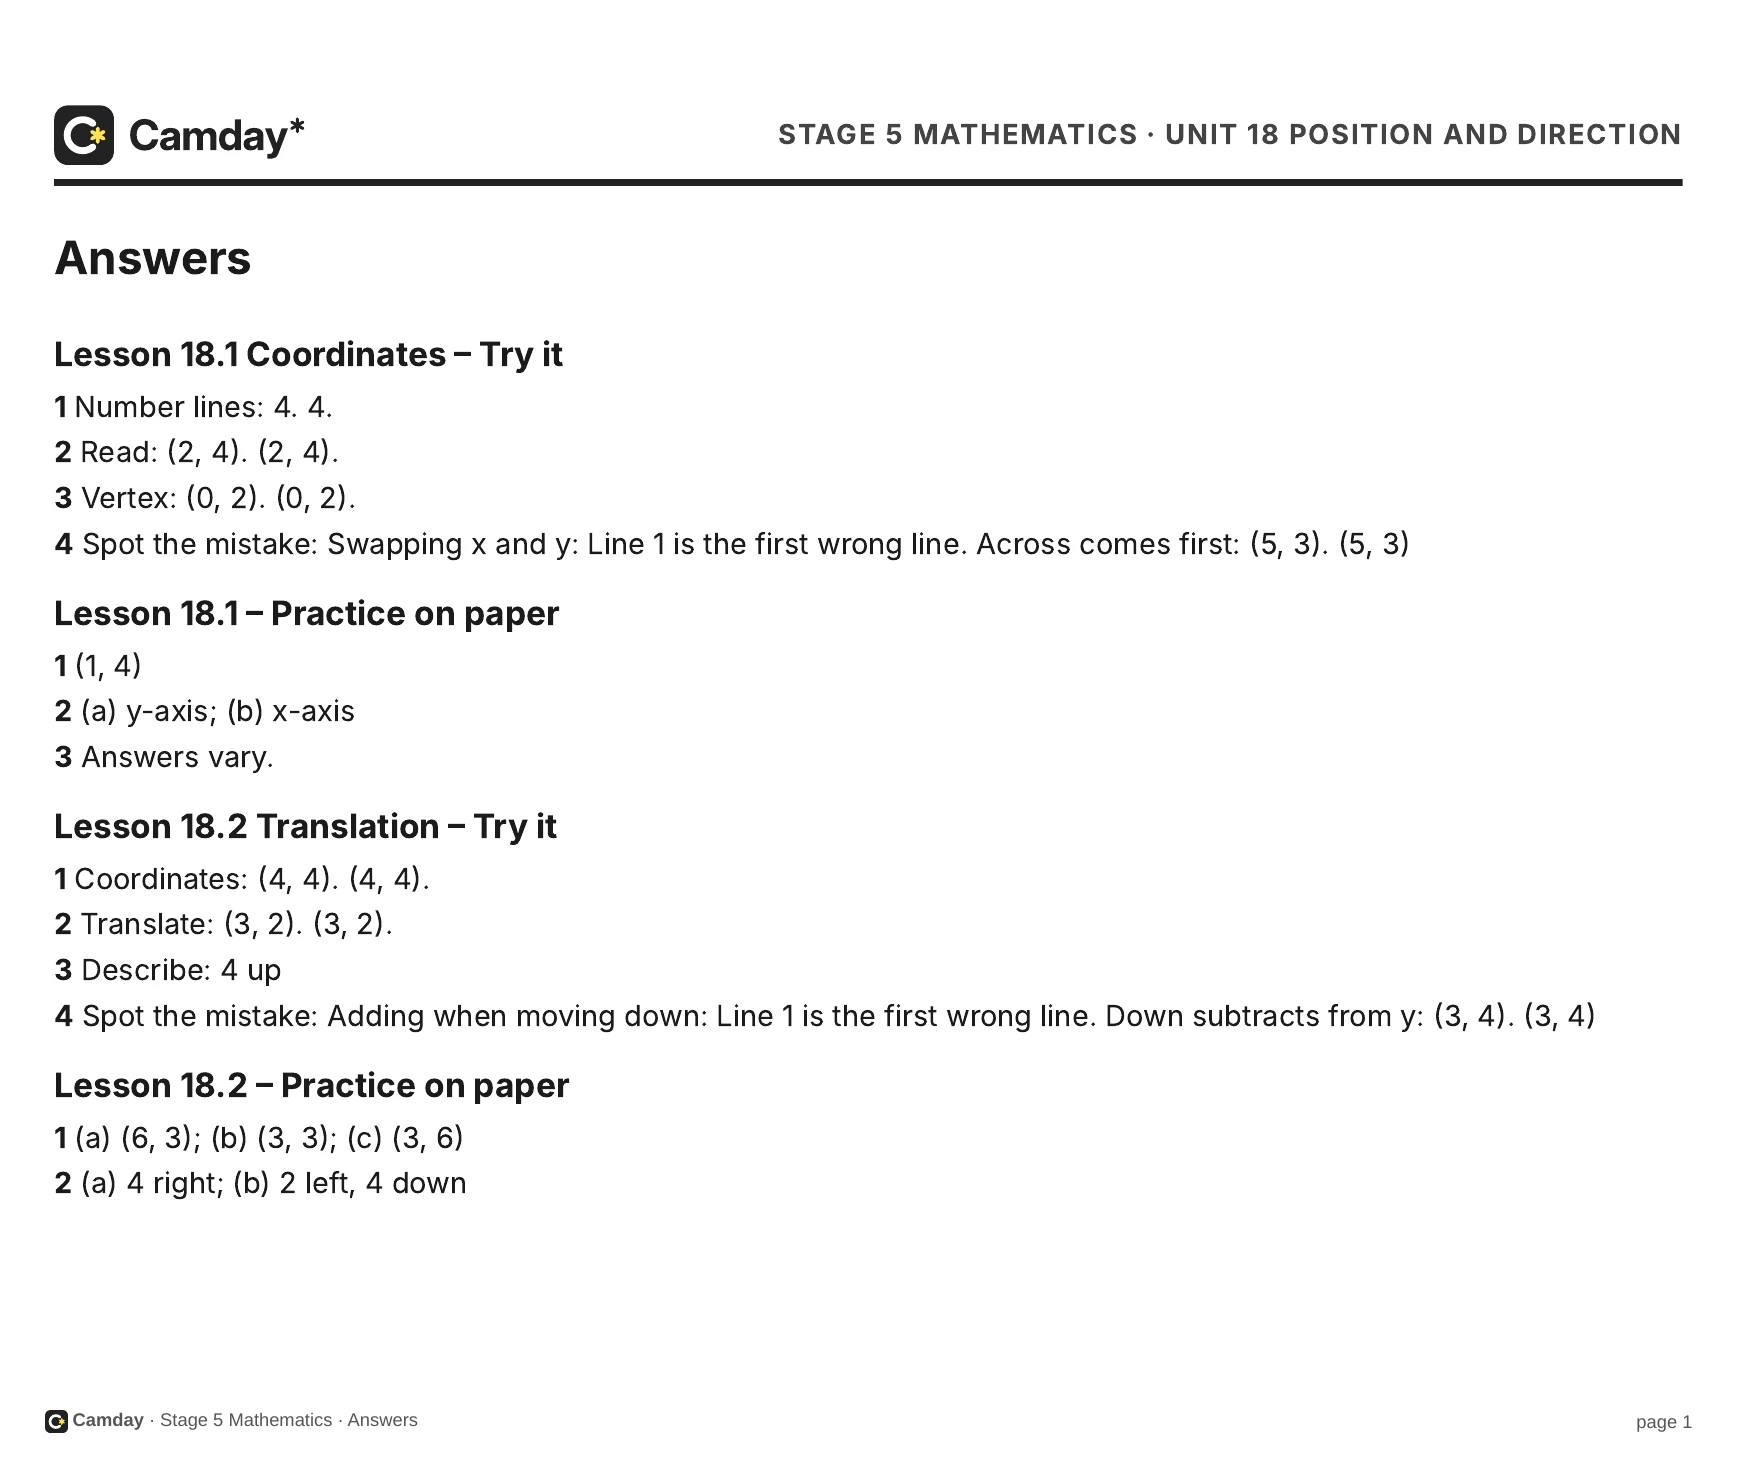 Camday*
STAGE 5 MATHEMATICS · UNIT 18 POSITION AND DIRECTION
Answers
Lesson 18.1 Coordinates – Try it
1 Number lines: 4. 4.
2 Read: (2, 4). (2, 4).
3 Vertex: (0, 2). (0, 2).
4 Spot the mistake: Swapping x and y: Line 1 is the first wrong line. Across comes first: (5, 3). (5, 3)
Lesson 18.1 – Practice on paper
1 (1, 4)
2 (a) y-axis; (b) x-axis
3 Answers vary.
Lesson 18.2 Translation – Try it
1 Coordinates: (4, 4). (4, 4).
2 Translate: (3, 2). (3, 2).
3 Describe: 4 up
4 Spot the mistake: Adding when moving down: Line 1 is the first wrong line. Down subtracts from y: (3, 4). (3, 4)
Lesson 18.2 – Practice on paper
1 (a) (6, 3); (b) (3, 3); (c) (3, 6)
2 (a) 4 right; (b) 2 left, 4 down
Camday · Stage 5 Mathematics · Answers
page 1